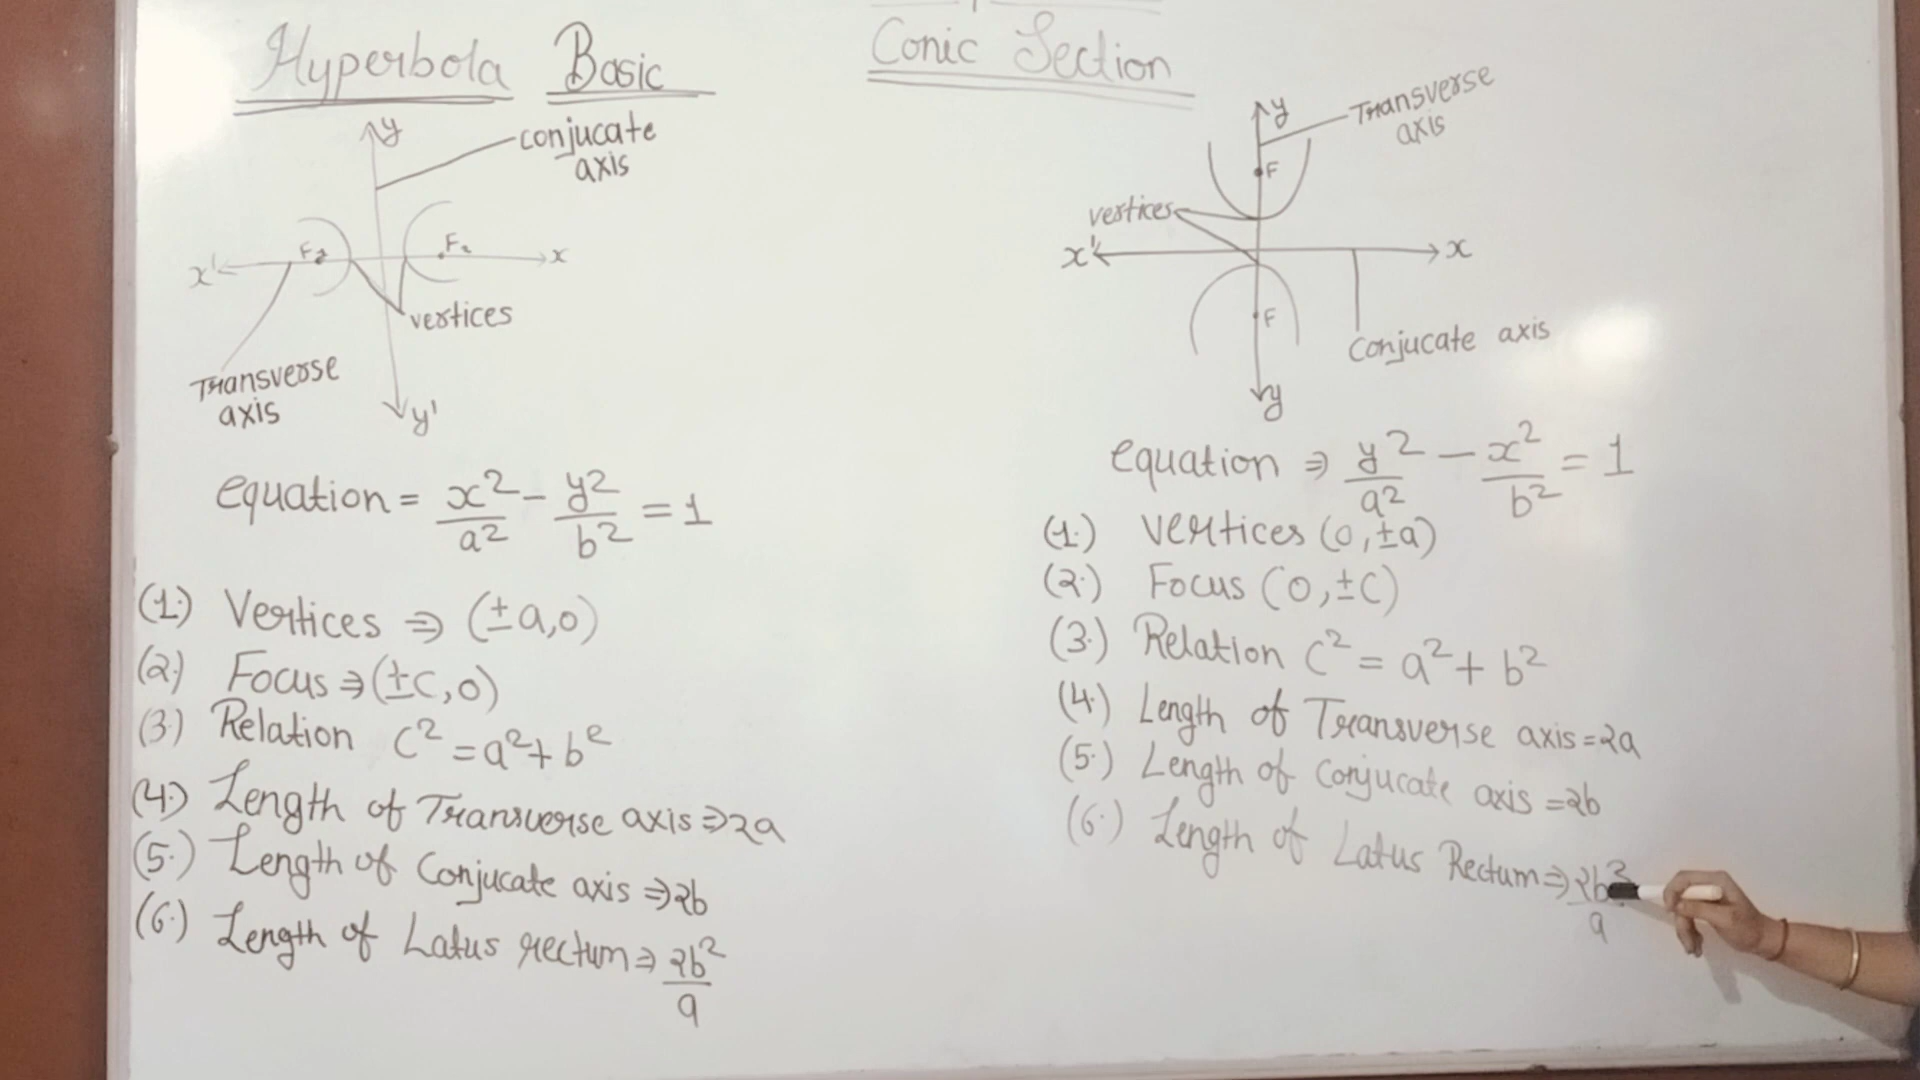 Hyperbola Basic
Conic Section
y
conjucate
axis
F2
F2
x'
x
vertices
Transverse
axis
y'
equation = x²/a² - y²/b² = 1
(1.) Vertices ⇒ (±a,0)
(2.) Focus ⇒ (±c,0)
(3.) Relation c² = a² + b²
(4.) Length of Transverse axis ⇒ 2a
(5.) Length of Conjucate axis ⇒ 2b
(6.) Length of Latus rectum ⇒ 2b²/a
y
Transverse
axis
F
vertices
x'
x
F
Conjucate axis
y
equation ⇒ y²/a² - x²/b² = 1
(1.) Vertices (0,±a)
(2.) Focus (0,±c)
(3.) Relation c² = a² + b²
(4.) Length of Transverse axis = 2a
(5.) Length of Conjucate axis = 2b
(6.) Length of Latus Rectum ⇒ 2b²/a